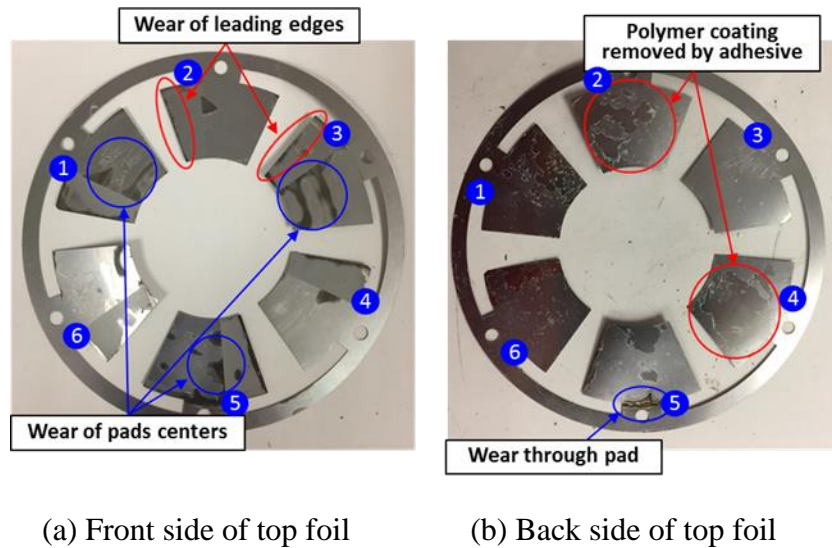 Wear of leading edges
Polymer coating
removed by adhesive
2
2
3
3
1
1
4
4
6
6
5
5
Wear of pads centers
Wear through pad
(a) Front side of top foil
(b) Back side of top foil